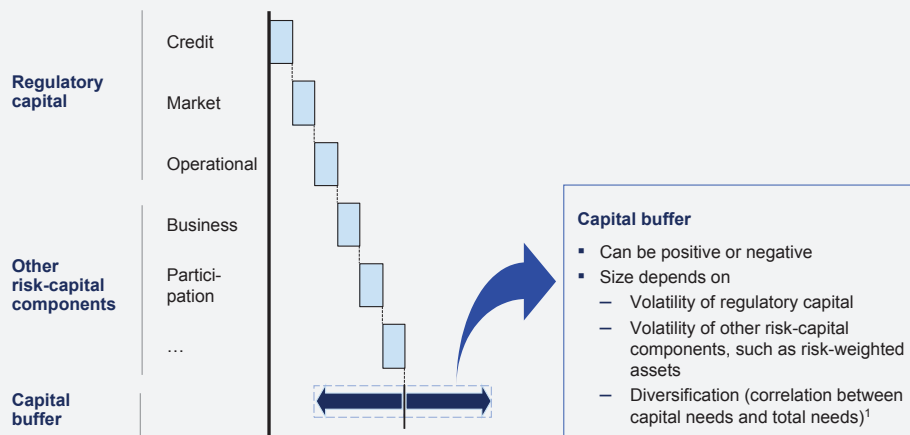 Regulatory
capital
Credit
Market
Operational
Other
risk-capital
components
Business
Partici-
pation
…
Capital
buffer
Capital buffer
▪ Can be positive or negative
▪ Size depends on
– Volatility of regulatory capital
– Volatility of other risk-capital
components, such as risk-weighted
assets
– Diversification (correlation between
capital needs and total needs)¹